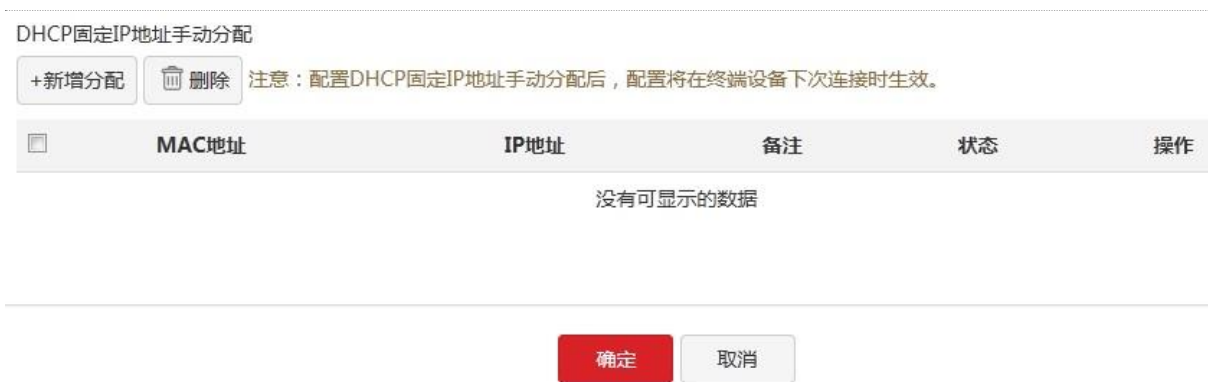 DHCP固定IP地址手动分配
+新增分配 删除 注意：配置DHCP固定IP地址手动分配后，配置将在终端设备下次连接时生效。
MAC地址 IP地址 备注 状态 操作
没有可显示的数据
确定 取消